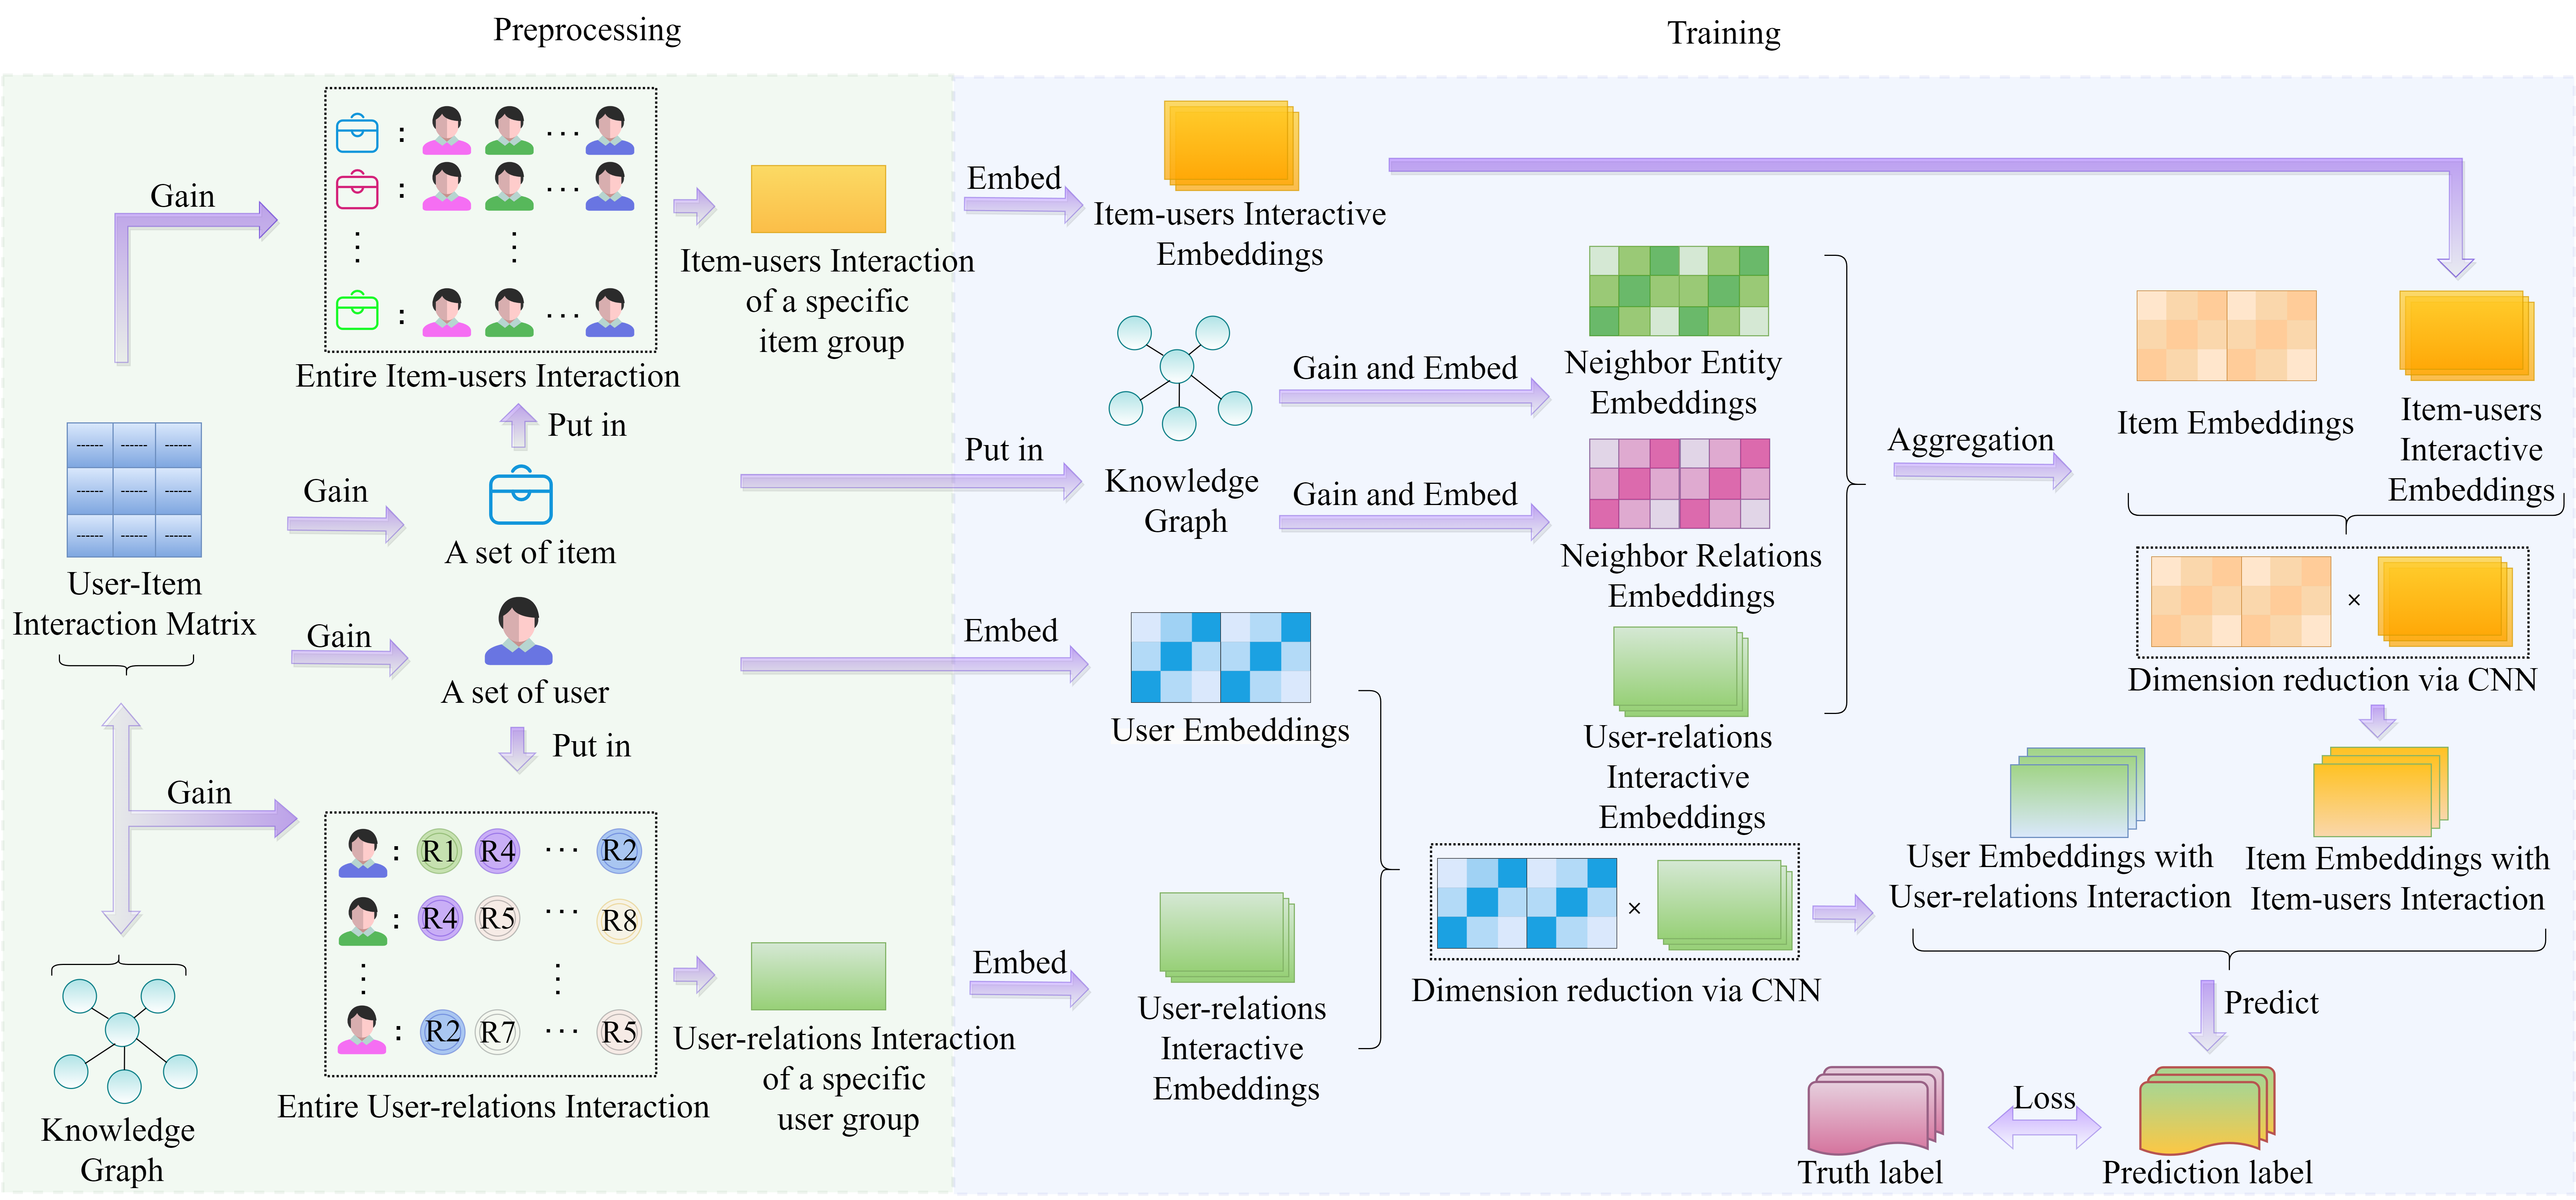 Preprocessing
Training
Gain
:
:
:
Entire Item-users Interaction
Item-users Interaction
of a specific
item group
Put in
------ ------ ------
------ ------ ------
------ ------ ------
User-Item
Interaction Matrix
Gain
A set of item
Gain
A set of user
Put in
Gain
Knowledge
Graph
: R1 R4 ... R2
: R4 R5 ... R8
: R2 R7 ... R5
Entire User-relations Interaction
User-relations Interaction
of a specific
user group
Embed
Item-users Interactive
Embeddings
Put in
Knowledge
Graph
Gain and Embed
Gain and Embed
Neighbor Entity
Embeddings
Neighbor Relations
Embeddings
Embed
User Embeddings
User-relations
Interactive
Embeddings
Embed
User-relations
Interactive
Embeddings
×
Dimension reduction via CNN
Aggregation
Item Embeddings
Item-users
Interactive
Embeddings
×
Dimension reduction via CNN
User Embeddings with
User-relations Interaction
Item Embeddings with
Item-users Interaction
Predict
Loss
Truth label
Prediction label